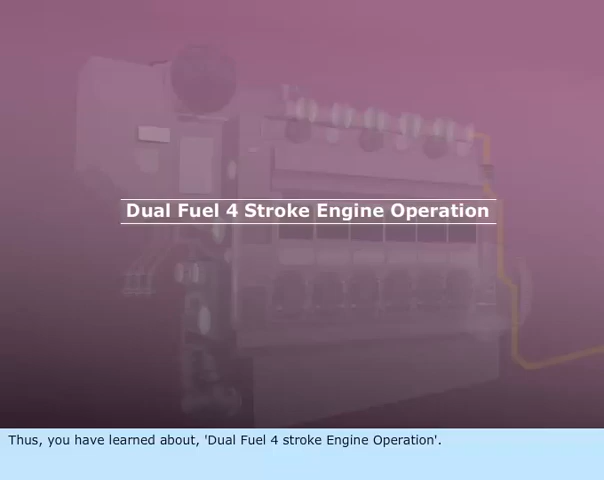 Dual Fuel 4 Stroke Engine Operation
Thus, you have learned about, 'Dual Fuel 4 stroke Engine Operation'.